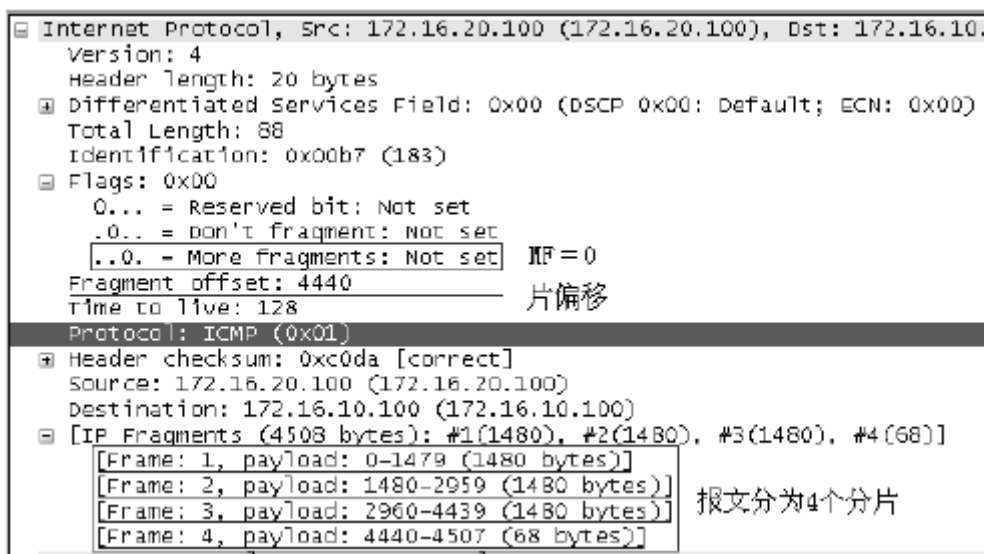 Internet Protocol, Src: 172.16.20.100 (172.16.20.100), Dst: 172.16.10.
Version: 4
Header length: 20 bytes
Differentiated Services Field: 0x00 (DSCP 0x00: Default; ECN: 0x00)
Total Length: 88
Identification: 0x00b7 (183)
Flags: 0x00
0... = Reserved bit: Not set
.0.. = Don't fragment: Not set
..0. = More fragments: Not set MF=0
Fragment offset: 4440 片偏移
Time to live: 128
Protocol: ICMP (0x01)
Header checksum: 0xc0da [correct]
Source: 172.16.20.100 (172.16.20.100)
Destination: 172.16.10.100 (172.16.10.100)
[IP Fragments (4508 bytes): #1(1480), #2(1480), #3(1480), #4(68)]
[Frame: 1, payload: 0-1479 (1480 bytes)]
[Frame: 2, payload: 1480-2959 (1480 bytes)]
[Frame: 3, payload: 2960-4439 (1480 bytes)] 报文分为4个分片
[Frame: 4, payload: 4440-4507 (68 bytes)]